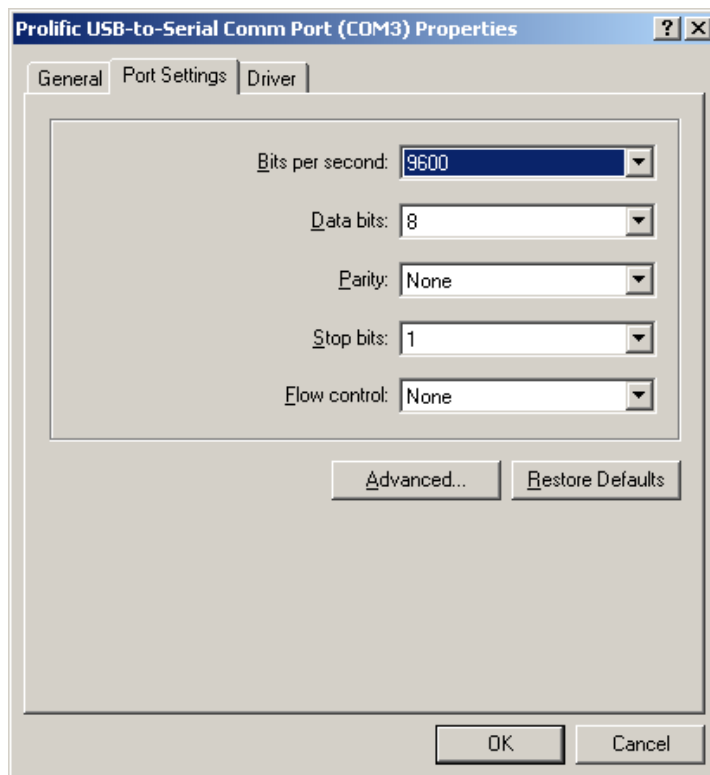 Prolific USB-to-Serial Comm Port (COM3) Properties ? X
General Port Settings Driver
Bits per second: 9600
Data bits: 8
Parity: None
Stop bits: 1
Flow control: None
Advanced... Restore Defaults
OK Cancel